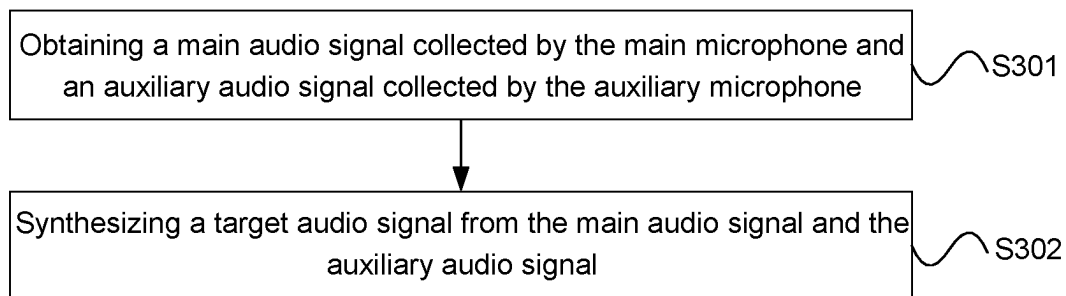 Obtaining a main audio signal collected by the main microphone and
an auxiliary audio signal collected by the auxiliary microphone
S301
Synthesizing a target audio signal from the main audio signal and the
auxiliary audio signal
S302